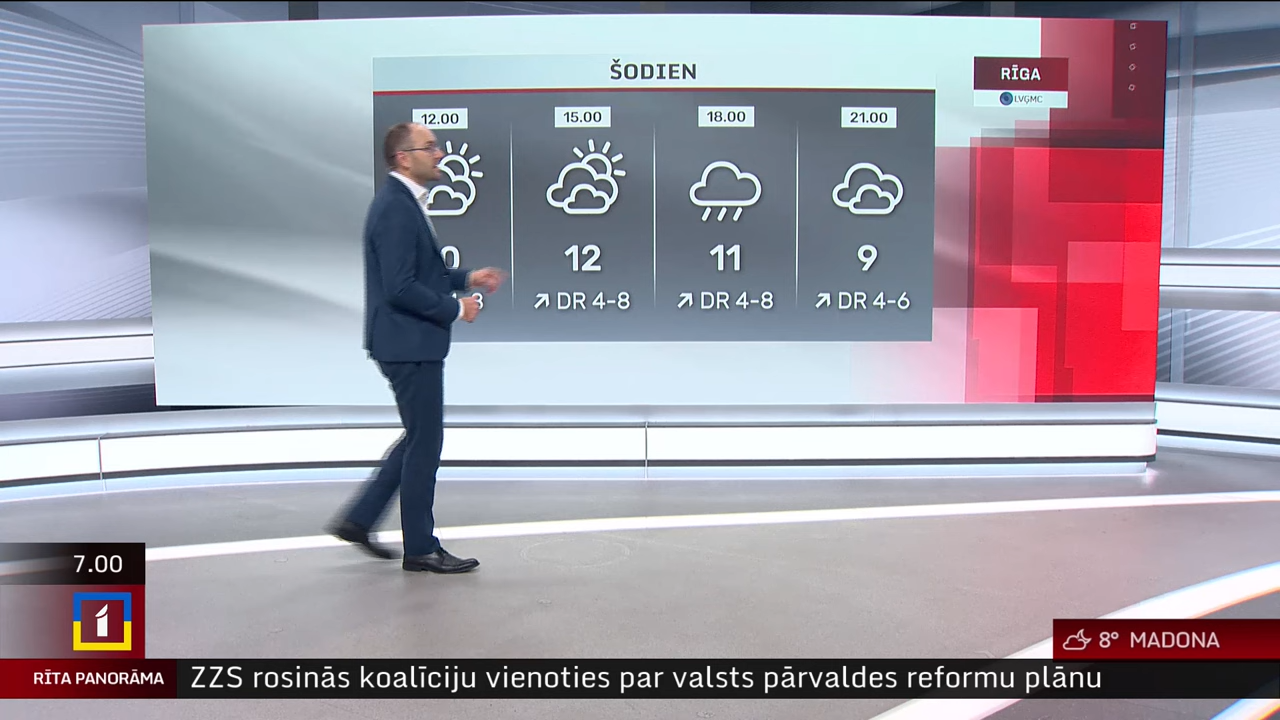 ŠODIEN
RĪGA
LVĢMC
12.00 15.00 18.00 21.00
12 11 9
DR 4-8 DR 4-8 DR 4-6
7.00
1
8° MADONA
RĪTA PANORĀMA
ZZS rosinās koalīciju vienoties par valsts pārvaldes reformu plānu